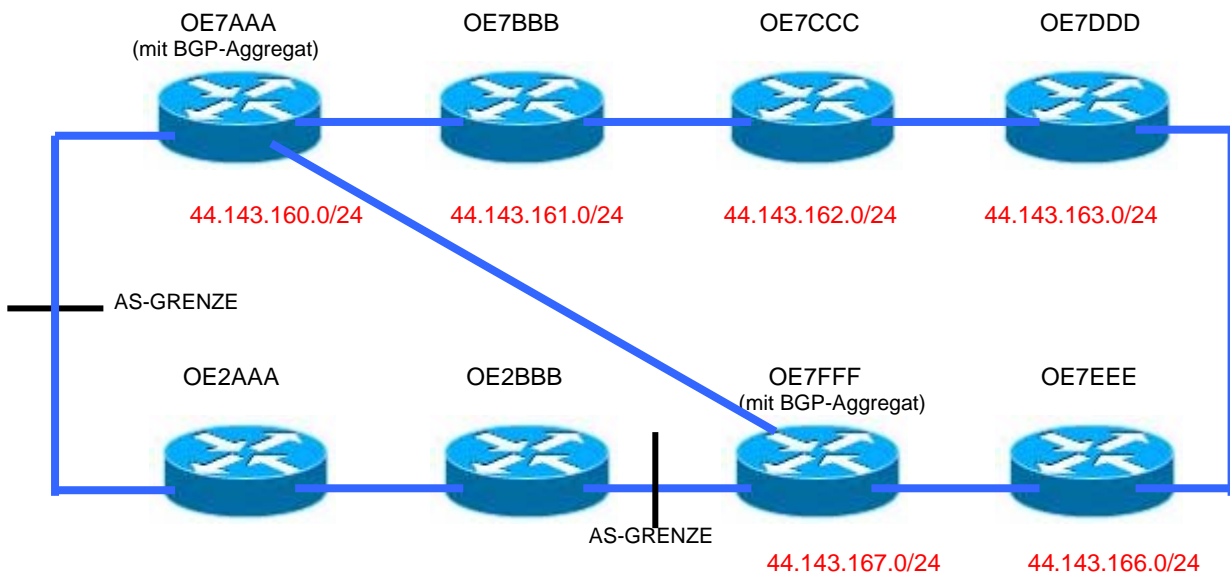 OE7AAA
(mit BGP-Aggregat)
OE7BBB
OE7CCC
OE7DDD
44.143.160.0/24
44.143.161.0/24
44.143.162.0/24
44.143.163.0/24
AS-GRENZE
OE2AAA
OE2BBB
OE7FFF
(mit BGP-Aggregat)
OE7EEE
AS-GRENZE
44.143.167.0/24
44.143.166.0/24